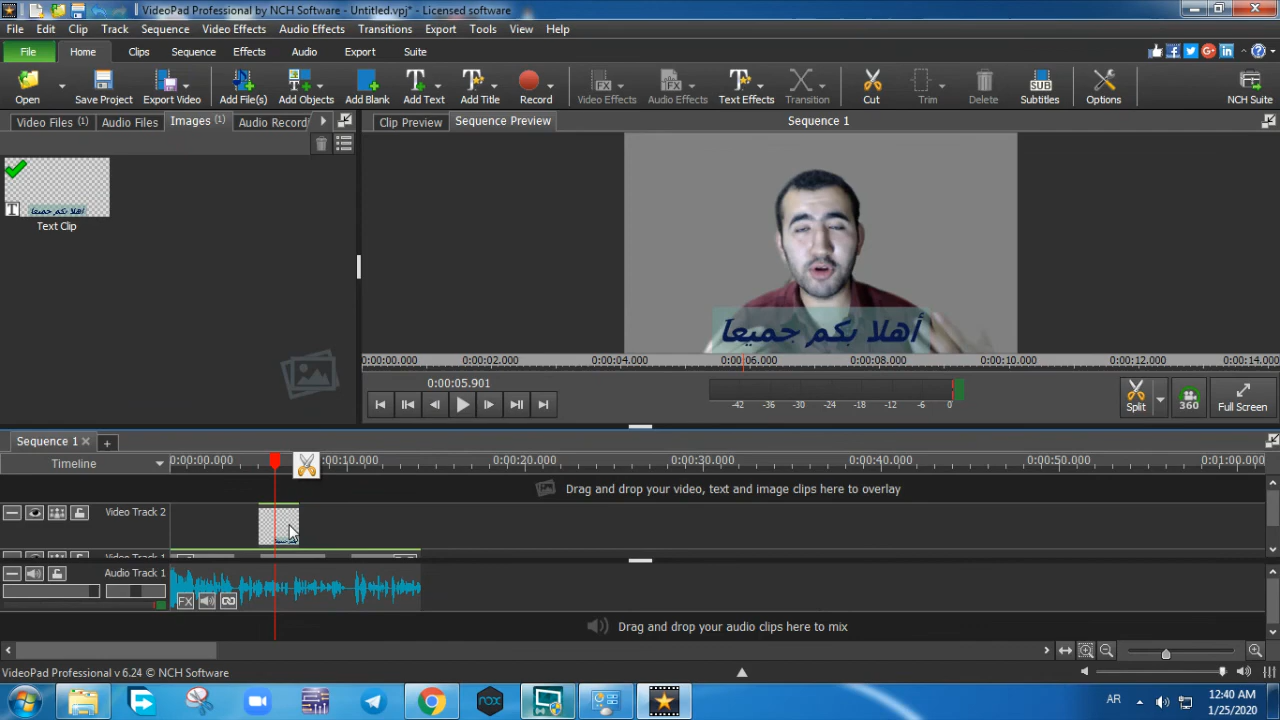 VideoPad Professional by NCH Software - Untitled.vpj* - Licensed software
File Edit Clip Track Sequence Video Effects Audio Effects Transitions Export Tools View Help
File Home Clips Sequence Effects Audio Export Suite
Open Save Project Export Video Add File(s) Add Objects Add Blank Add Text Add Title Record Video Effects Audio Effects Text Effects Transition Cut Trim Delete Subtitles Options NCH Suite
Video Files (1) Audio Files Images (1) Audio Record Clip Preview Sequence Preview Sequence 1
أهلا بكم جميعا
Text Clip
أهلا بكم جميعا
0:00:00.000 0:00:02.000 0:00:04.000 0:00:06.000 0:00:08.000 0:00:10.000 0:00:12.000 0:00:14.000
0:00:05.901
-42 -36 -30 -24 -18 -12 -6 0
Split 360 Full Screen
Sequence 1
Timeline 0:00:00.000 :00:10.000 0:00:20.000 0:00:30.000 0:00:40.000 0:00:50.000 0:01:00.000
Drag and drop your video, text and image clips here to overlay
Video Track 2
Video Track 1
Audio Track 1
FX
Drag and drop your audio clips here to mix
VideoPad Professional v 6.24 © NCH Software
nox AR 12:40 AM
1/25/2020